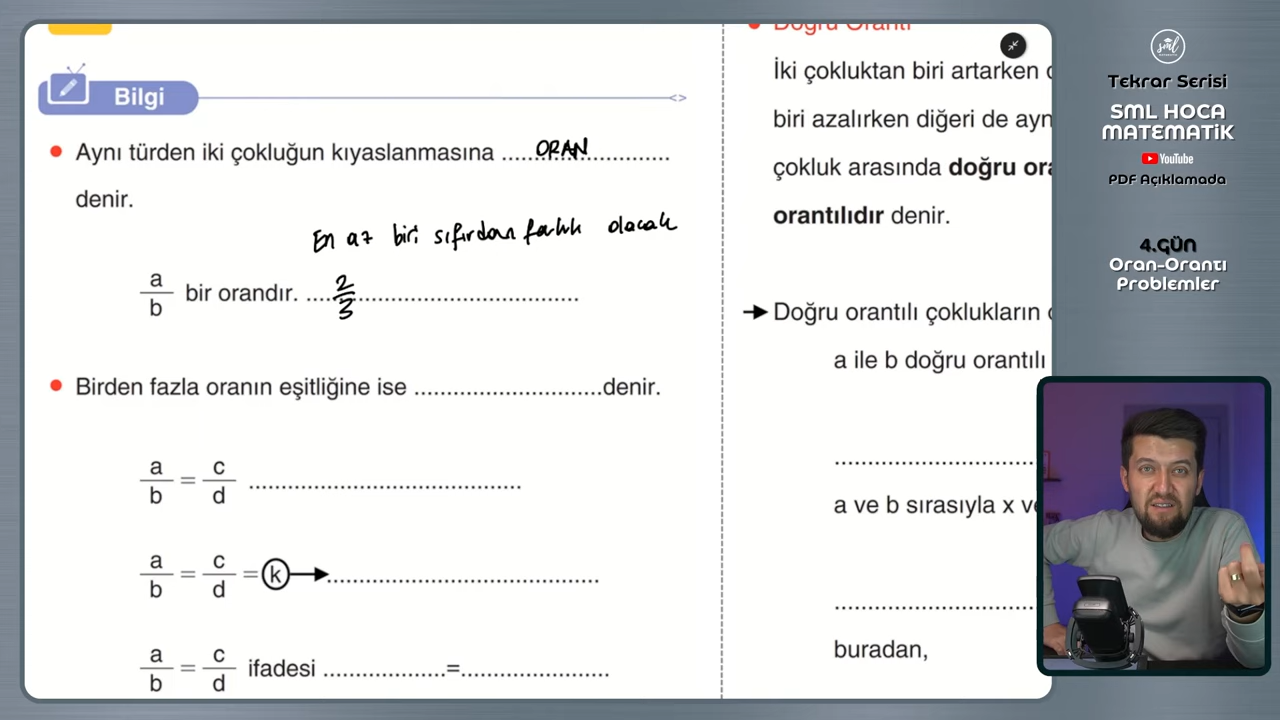 Bilgi
Aynı türden iki çokluğun kıyaslanmasına ....ORAN....
denir.
En az biri sıfırdan farklı olacak
a
b bir orandır. .... 2
3 ....
Birden fazla oranın eşitliğine ise ............................denir.
a/b = c/d ..........................................
a/b = c/d = k ..........................................
a/b = c/d ifadesi ...................=.......................
Doğru Orantı
İki çokluktan biri artarken
biri azalırken diğeri de
çokluk arasında doğru
orantılıdır denir.
Doğru orantılı çoklukların
a ile b doğru orantılı
................................
a ve b sırasıyla x
................................
buradan,
Tekrar Serisi
SML HOCA
MATEMATİK
YouTube
PDF Açıklamada
4.GÜN
Oran-Orantı
Problemler
sml